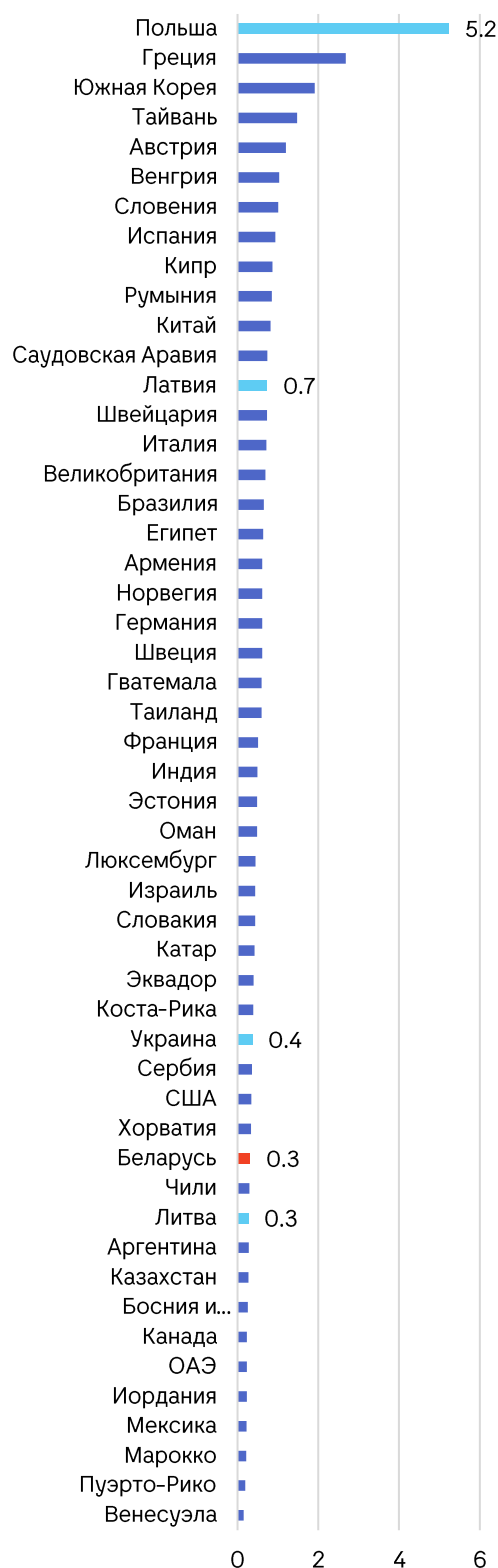 Польша 5.2
Греция
Южная Корея
Тайвань
Австрия
Венгрия
Словения
Испания
Кипр
Румыния
Китай
Саудовская Аравия
Латвия 0.7
Швейцария
Италия
Великобритания
Бразилия
Египет
Армения
Норвегия
Германия
Швеция
Гватемала
Таиланд
Франция
Индия
Эстония
Оман
Люксембург
Израиль
Словакия
Катар
Эквадор
Коста-Рика
Украина 0.4
Сербия
США
Хорватия
Беларусь 0.3
Чили
Литва 0.3
Аргентина
Казахстан
Босния и...
Канада
ОАЭ
Иордания
Мексика
Марокко
Пуэрто-Рико
Венесуэла
0 2 4 6